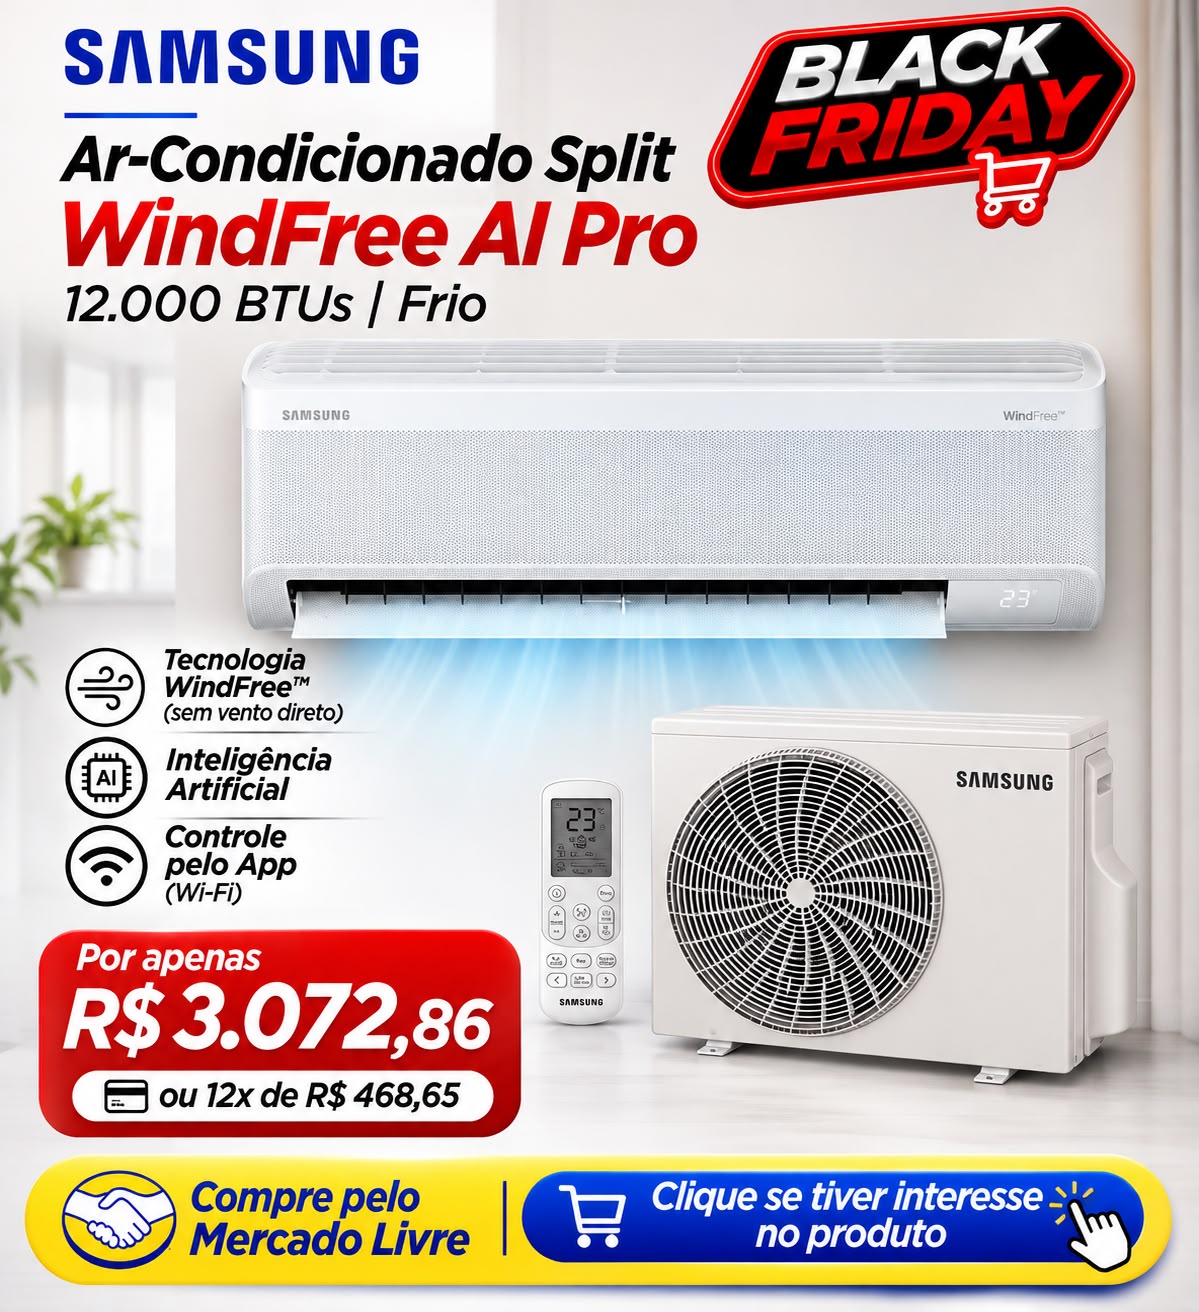 SAMSUNG
BLACK
FRIDAY
Ar-Condicionado Split
WindFree AI Pro
12.000 BTUs | Frio
SAMSUNG
WindFree™
23°
Tecnologia
WindFree™
(sem vento direto)
AI
Inteligência
Artificial
Controle
pelo App
(Wi-Fi)
SAMSUNG
23
SAMSUNG
Por apenas
R$ 3.072,86
ou 12x de R$ 468,65
Compre pelo
Mercado Livre
Clique se tiver interesse
no produto